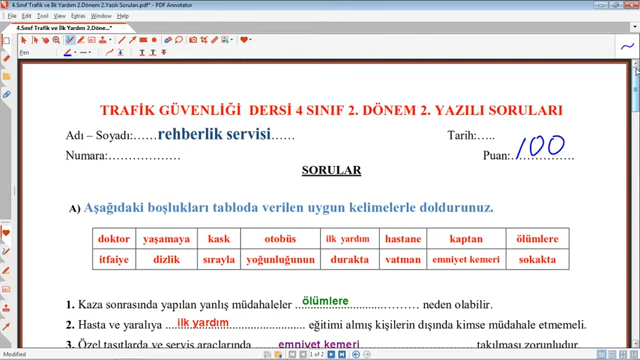 4.Sınıf Trafik ve İlk Yardım 2.Dönem 2.Yazılı Soruları.pdf* - PDF Annotator
File Edit Tool View Extras Window Help
4.Sınıf Trafik ve İlk Yardım 2.Döne*
Pen
TRAFİK GÜVENLİĞİ DERSİ 4 SINIF 2. DÖNEM 2. YAZILI SORULARI
Adı – Soyadı:……rehberlik servisi…… Tarih:…..
Numara:……………… Puan:……………. 100
SORULAR
A) Aşağıdaki boşlukları tabloda verilen uygun kelimelerle doldurunuz.
doktor yaşamaya kask otobüs ilk yardım hastane kaptan ölümlere
itfaiye dizlik sırayla yoğunluğunun durakta vatman emniyet kemeri sokakta
1. Kaza sonrasında yapılan yanlış müdahaleler ölümlere ……… neden olabilir.
2. Hasta ve yaralıya ilk yardım eğitimi almış kişilerin dışında kimse müdahale etmemeli.
3. Özel taşıtlarda ve servis araçlarında emniyet kemeri takılması zorunludur.
Modified 1 of 2